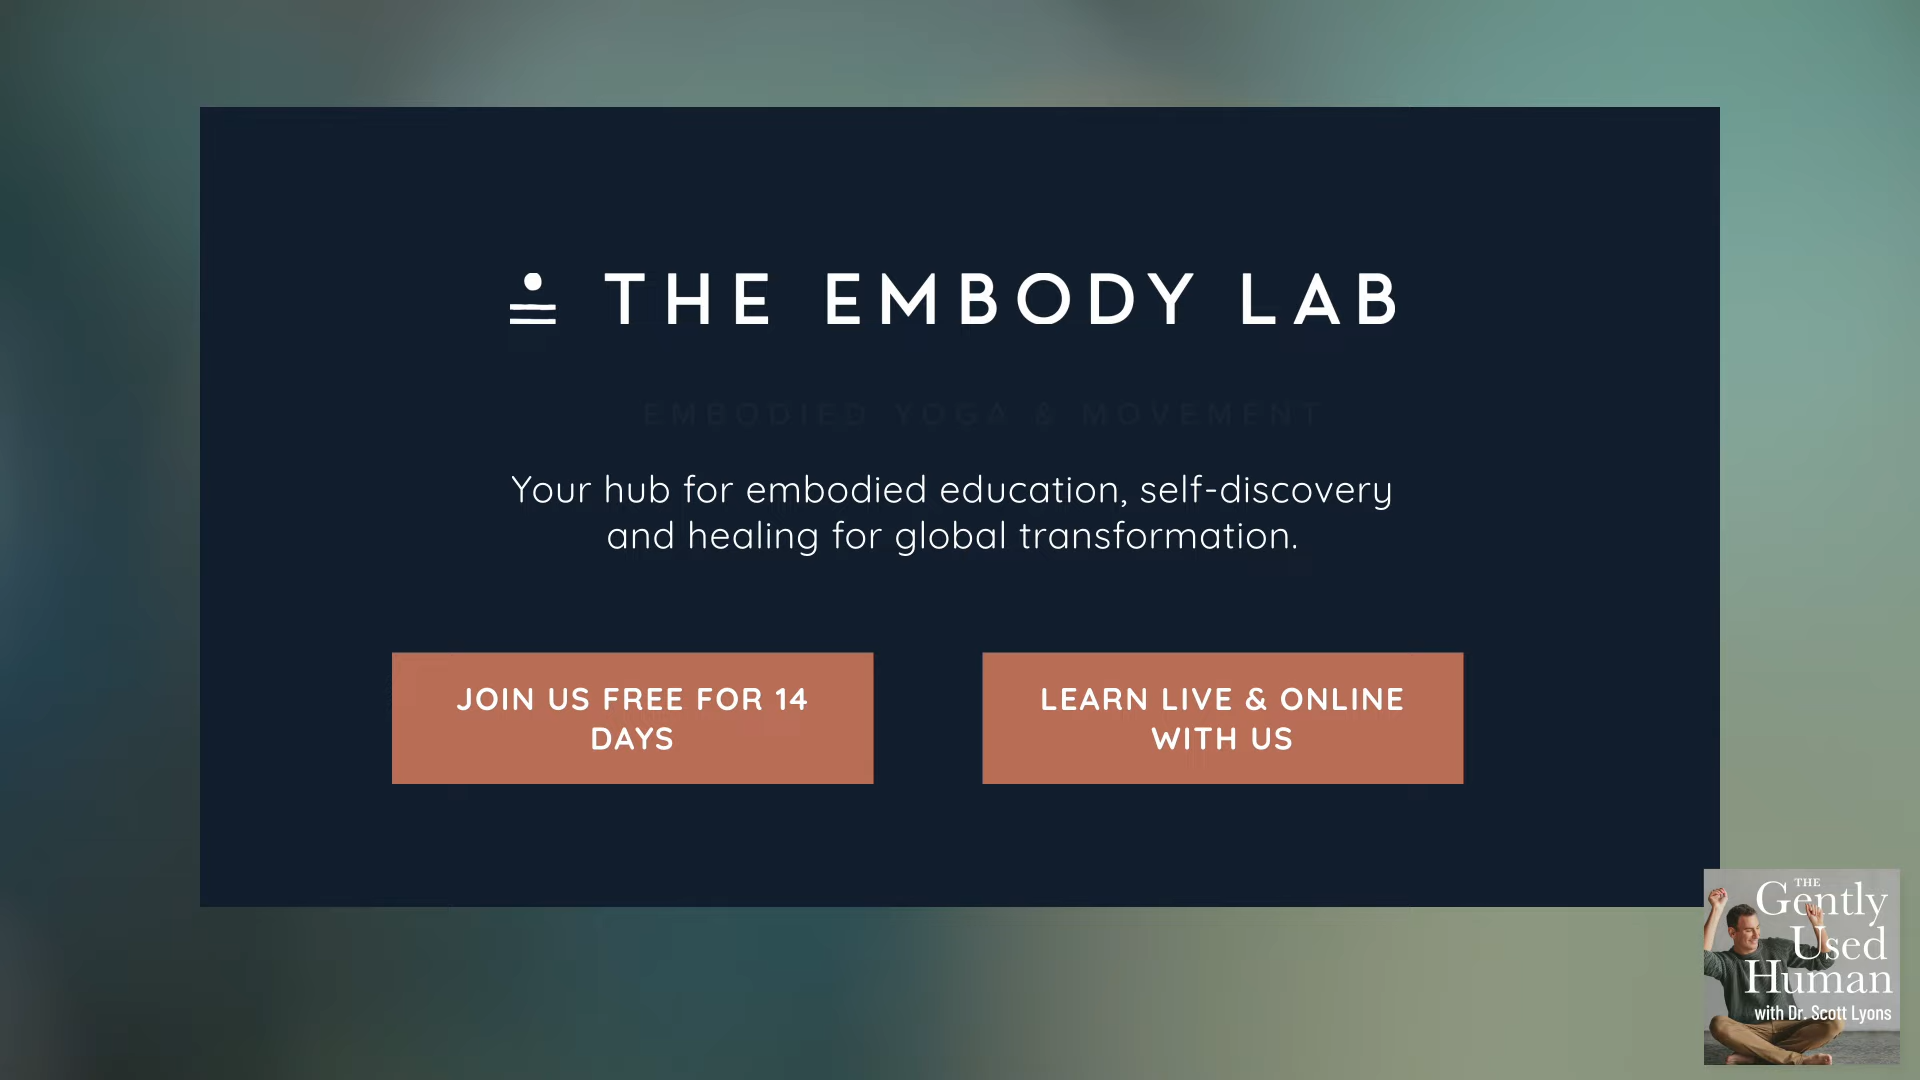 THE EMBODY LAB
EMBODIED YOGA & MOVEMENT
Your hub for embodied education, self-discovery
and healing for global transformation.
JOIN US FREE FOR 14
DAYS
LEARN LIVE & ONLINE
WITH US
THE
Gently
Used
Human
with Dr. Scott Lyons